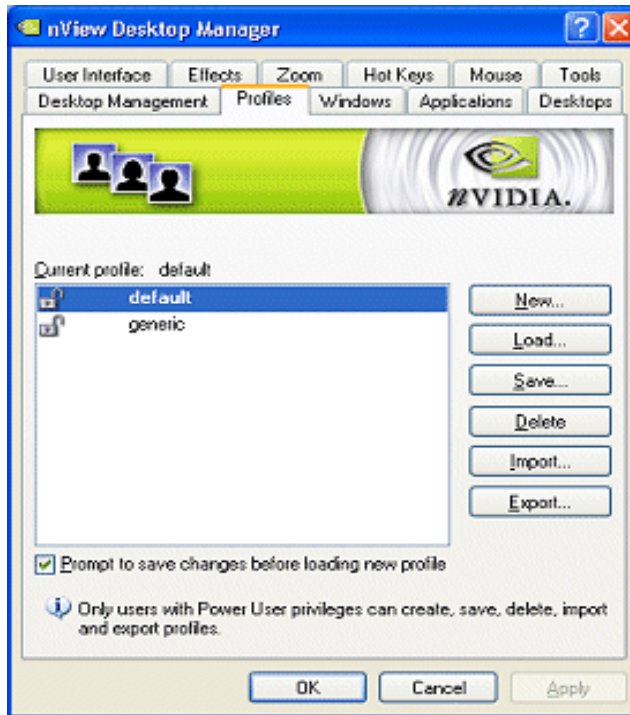 nView Desktop Manager
User Interface Effects Zoom Hot Keys Mouse Tools
Desktop Management Profiles Windows Applications Desktops
nVIDIA.
Current profile: default
default
generic
New...
Load...
Save...
Delete
Import...
Export...
Prompt to save changes before loading new profile
Only users with Power User privileges can create, save, delete, import
and export profiles.
OK Cancel Apply